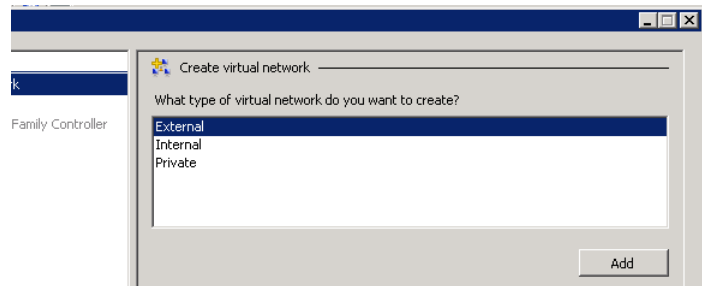 Create virtual network
k
What type of virtual network do you want to create?
Family Controller
External
Internal
Private
Add